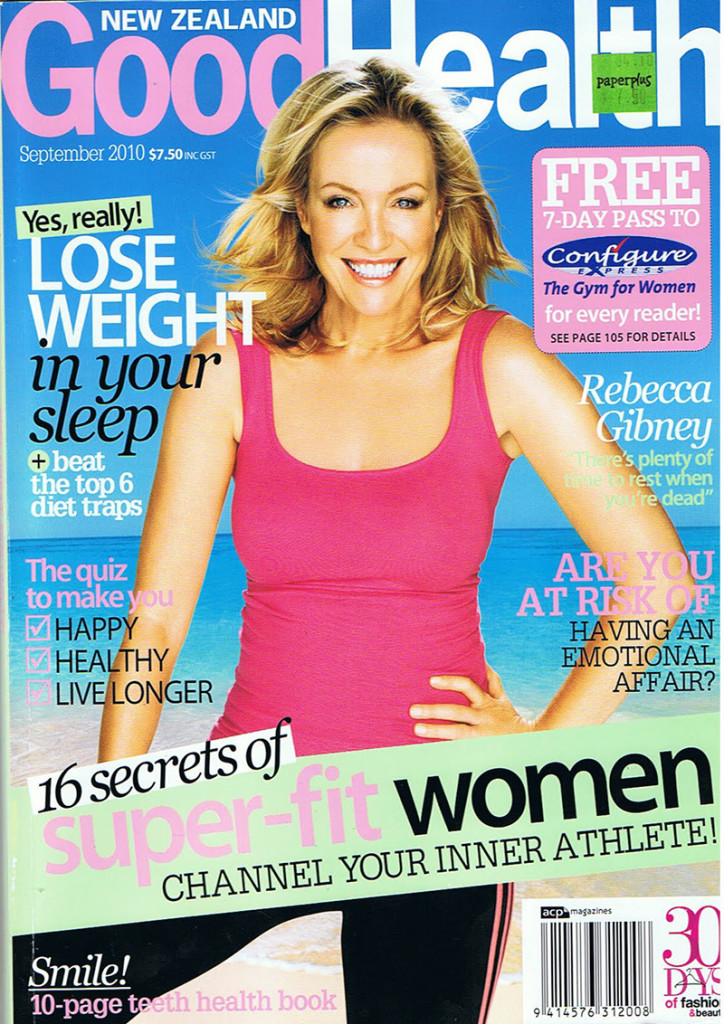 NEW ZEALAND
GOOD Health
paperplus
September 2010 $7.50 INC GST
Yes, really!
LOSE
WEIGHT
in your
sleep
+ beat
the top 6
diet traps
FREE
7-DAY PASS TO
Configure
EXPRESS
The Gym for Women
for every reader!
SEE PAGE 105 FOR DETAILS
Rebecca
Gibney
"There's plenty of
time to rest when
you're dead"
The quiz
to make you
HAPPY
HEALTHY
LIVE LONGER
ARE YOU
AT RISK OF
HAVING AN
EMOTIONAL
AFFAIR?
16 secrets of
super-fit women
CHANNEL YOUR INNER ATHLETE!
Smile!
10-page teeth health book
acp magazines
9 414576 312008
30
DAYS
of fashio
& beau